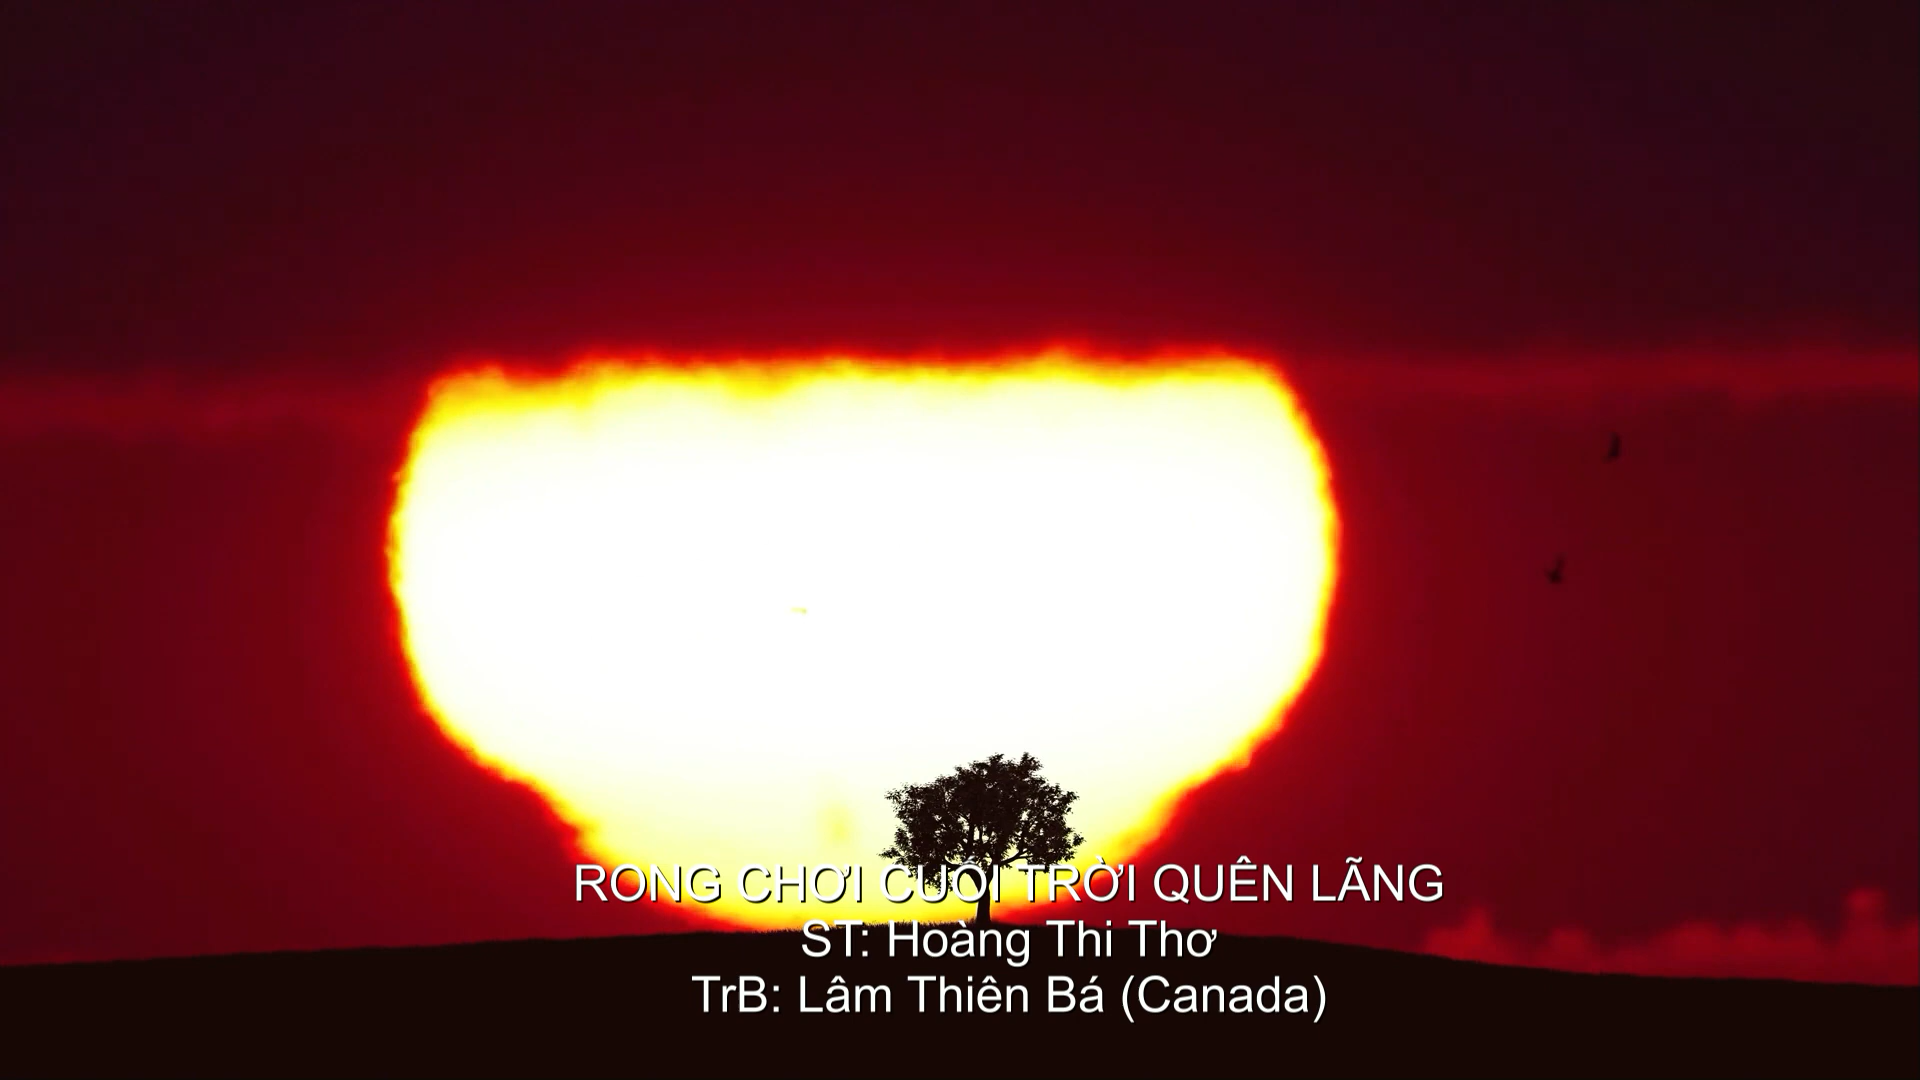 RONG CHƠI CUỐI TRỜI QUÊN LÃNG
ST: Hoàng Thi Thơ
TrB: Lâm Thiên Bá (Canada)